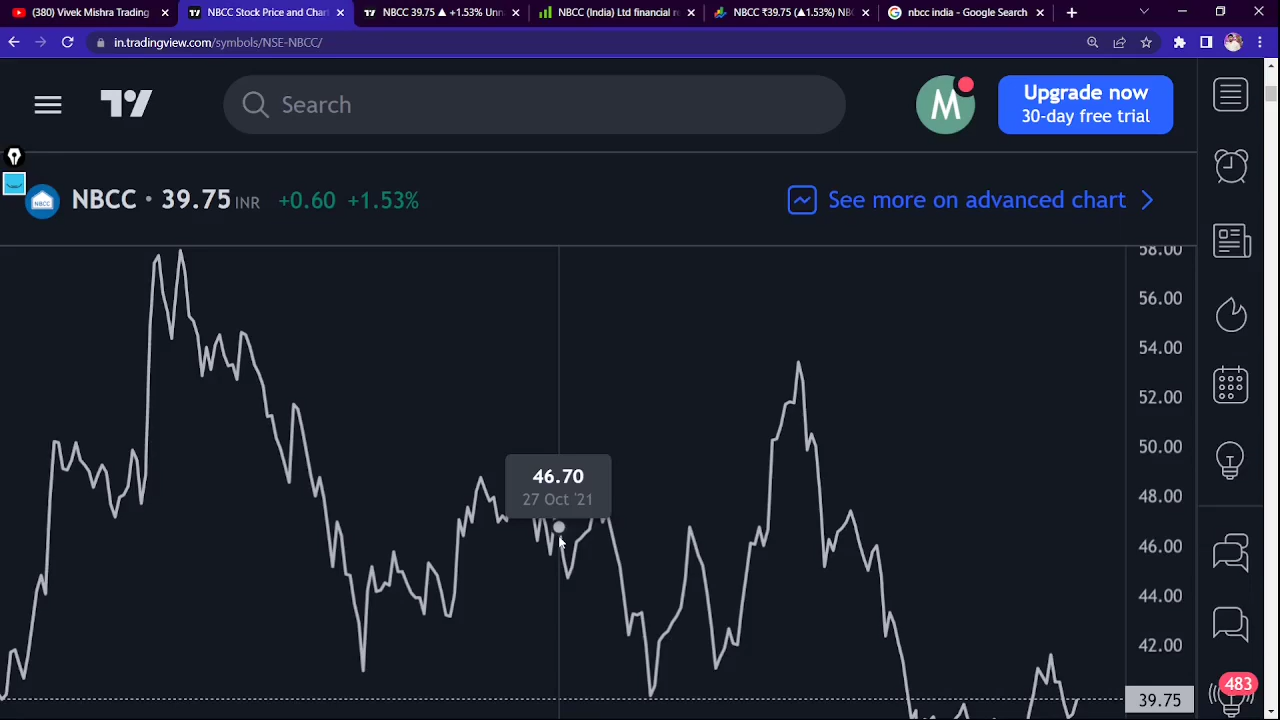 (380) Vivek Mishra Trading
NBCC Stock Price and Chart
NBCC 39.75 ▲ +1.53% Unn
NBCC (India) Ltd financial r
NBCC ₹39.75 (▲1.53%) NB
nbcc india - Google Search
in.tradingview.com/symbols/NSE-NBCC/
Search
M
Upgrade now
30-day free trial
NBCC
NBCC • 39.75 INR +0.60 +1.53%
See more on advanced chart
58.00
56.00
54.00
52.00
50.00
46.70
27 Oct '21
48.00
46.00
44.00
42.00
483
39.75